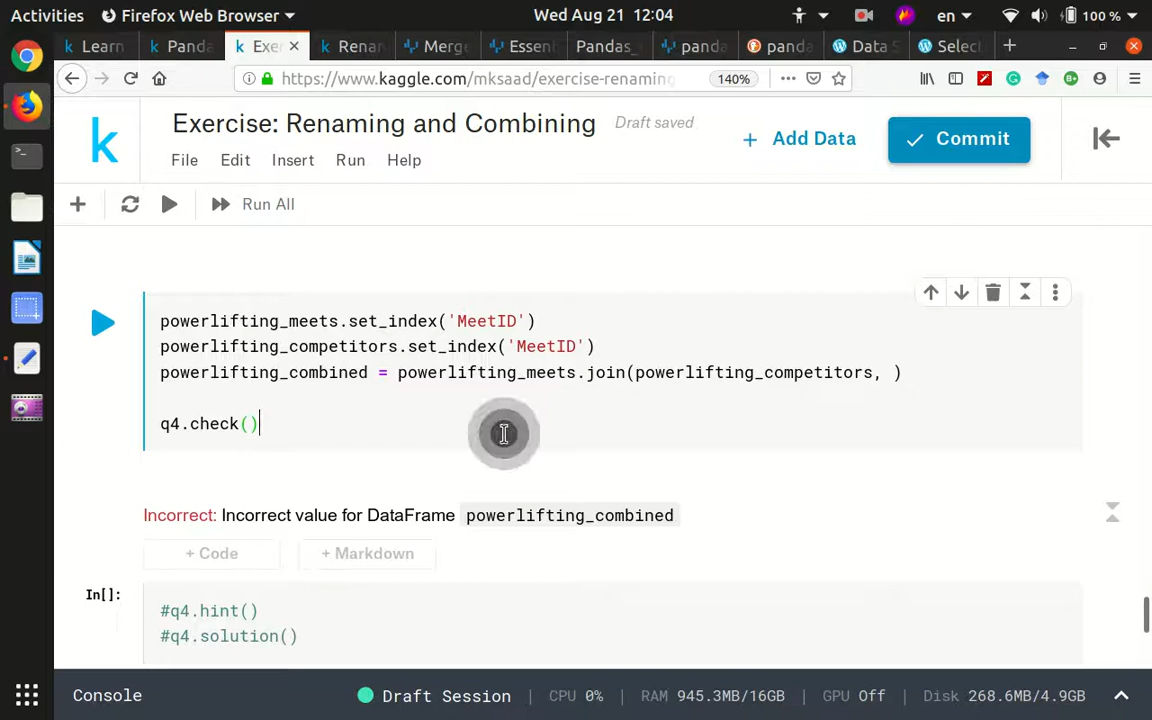 Activities Firefox Web Browser Wed Aug 21 12:04 en 100 %
Learn Panda Exer Renam Merge Essen Pandas_ panda panda Data S Select
https://www.kaggle.com/mksaad/exercise-renaming 140%
k Exercise: Renaming and Combining Draft saved
+ Add Data Commit
File Edit Insert Run Help
Run All
powerlifting_meets.set_index('MeetID')
powerlifting_competitors.set_index('MeetID')
powerlifting_combined = powerlifting_meets.join(powerlifting_competitors, )
q4.check()
Incorrect: Incorrect value for DataFrame powerlifting_combined
+ Code + Markdown
In[]:
#q4.hint()
#q4.solution()
Console Draft Session CPU 0% RAM 945.3MB/16GB GPU Off Disk 268.6MB/4.9GB